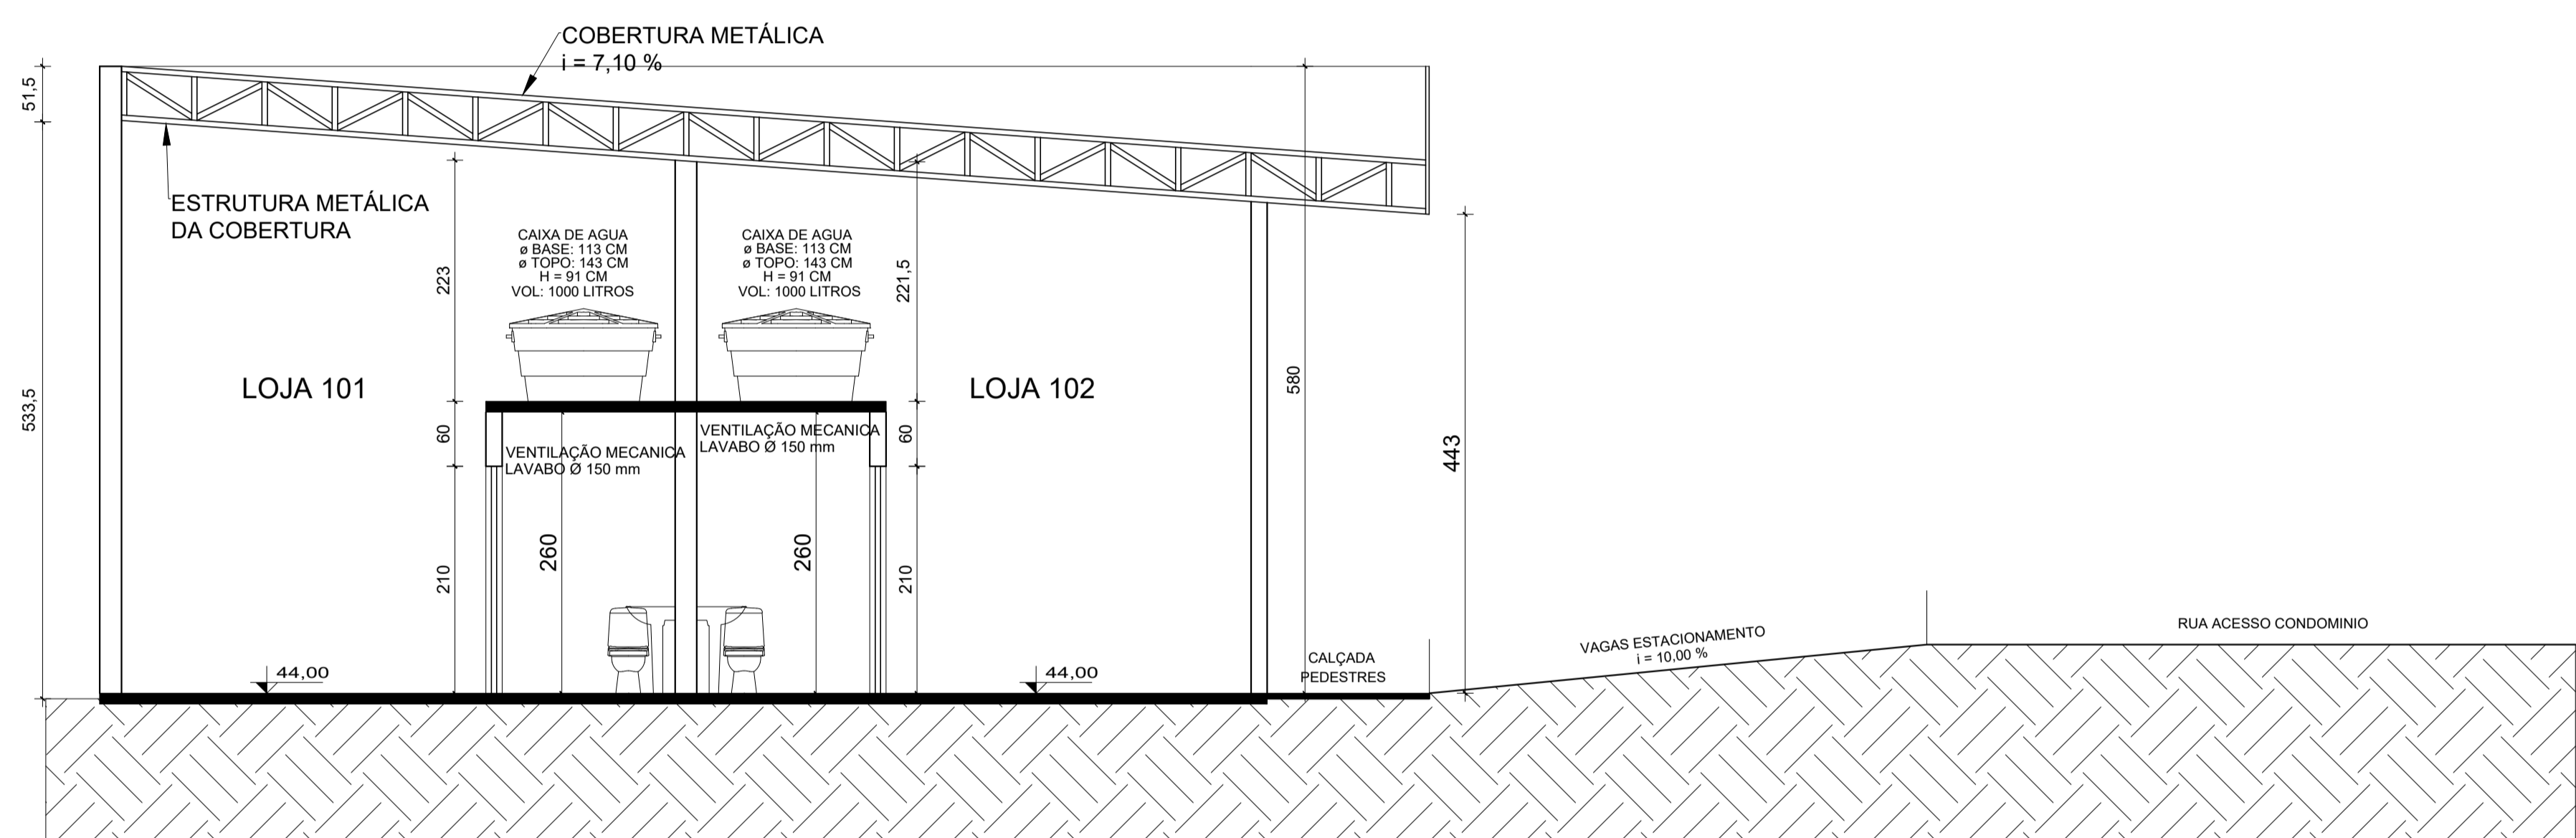 COBERTURA METÁLICA
i = 7,10 %
51,5
ESTRUTURA METÁLICA
DA COBERTURA
CAIXA DE AGUA
ø BASE: 113 CM
ø TOPO: 143 CM
H = 91 CM
VOL: 1000 LITROS
CAIXA DE AGUA
ø BASE: 113 CM
ø TOPO: 143 CM
H = 91 CM
VOL: 1000 LITROS
223
221,5
533,5
LOJA 101
LOJA 102
580
60
VENTILAÇÃO MECANICA
LAVABO Ø 150 mm
VENTILAÇÃO MECANICA
LAVABO Ø 150 mm
60
443
210
260
260
210
44,00
44,00
CALÇADA
PEDESTRES
VAGAS ESTACIONAMENTO
i = 10,00 %
RUA ACESSO CONDOMINIO